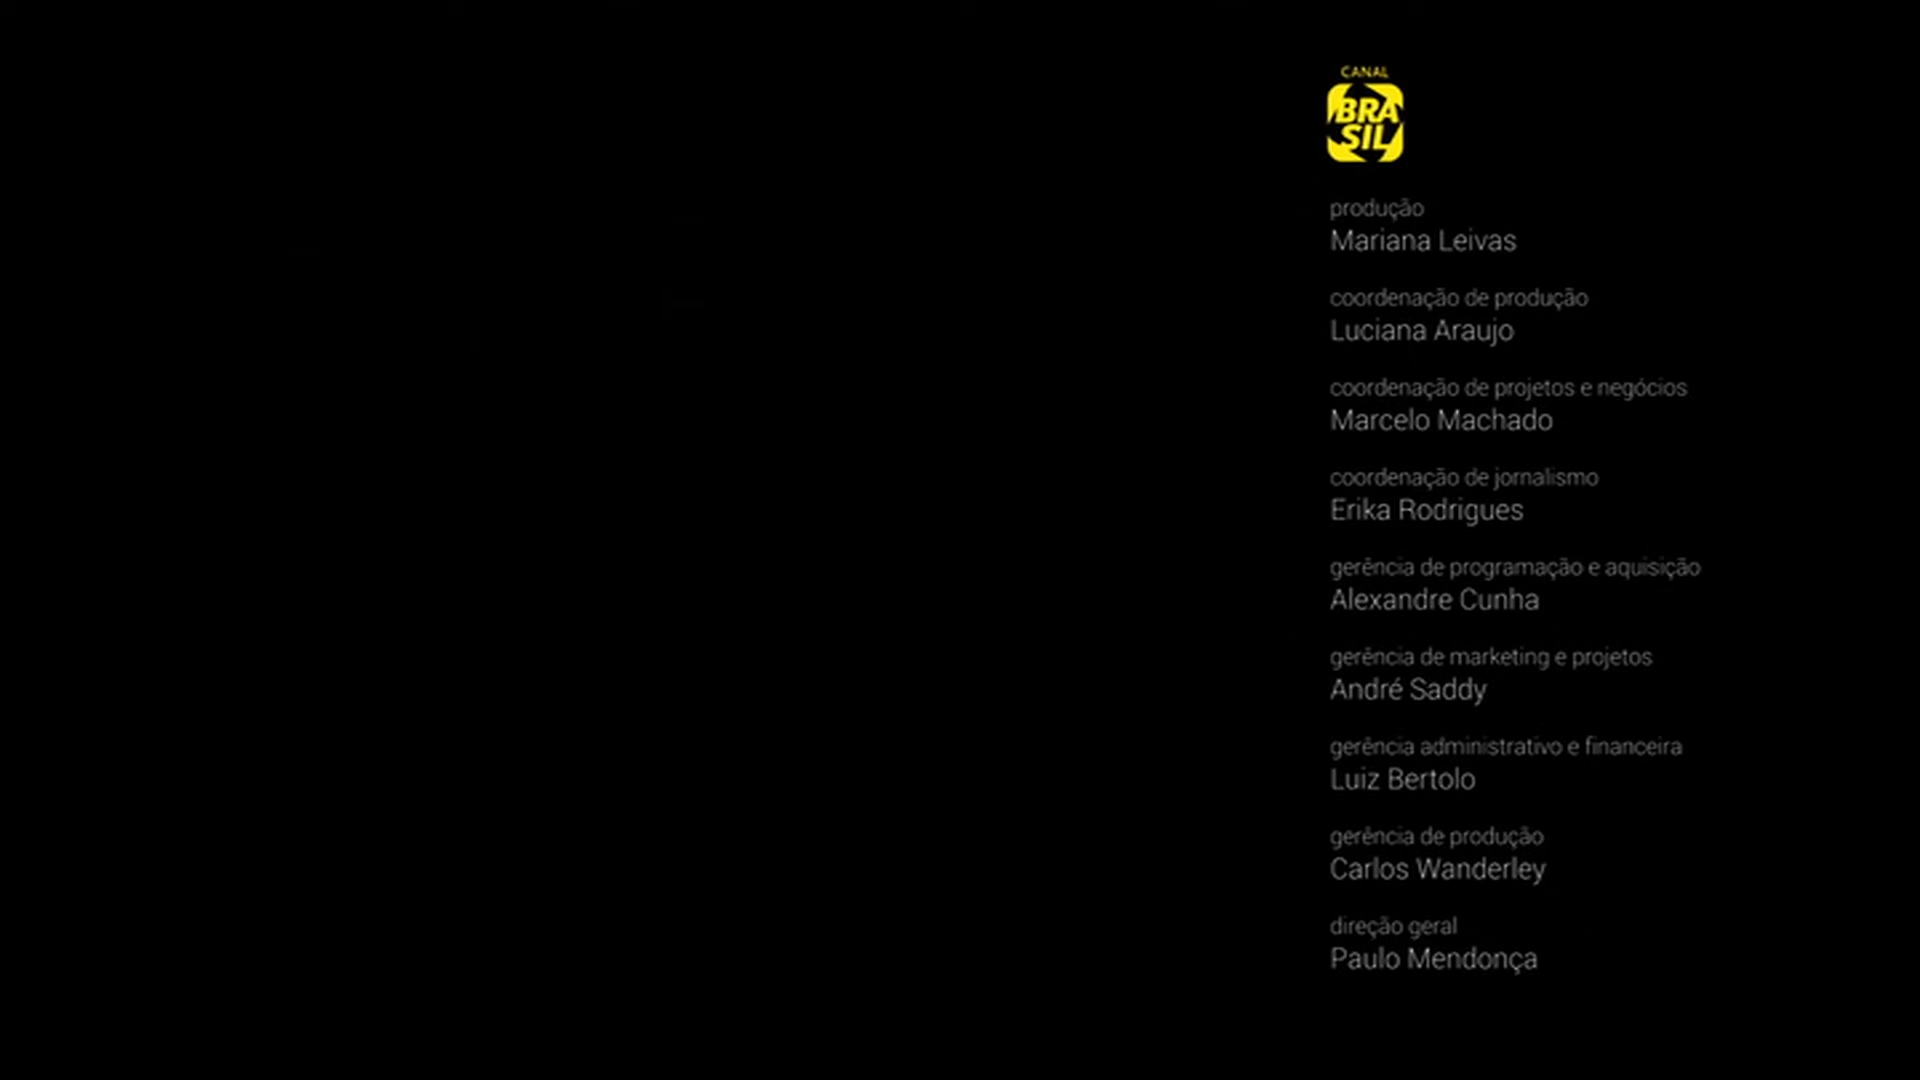 CANAL
BRA
SIL
produção
Mariana Leivas
coordenação de produção
Luciana Araujo
coordenação de projetos e negócios
Marcelo Machado
coordenação de jornalismo
Erika Rodrigues
gerência de programação e aquisição
Alexandre Cunha
gerência de marketing e projetos
André Saddy
gerência administrativo e financeira
Luiz Bertolo
gerência de produção
Carlos Wanderley
direção geral
Paulo Mendonça